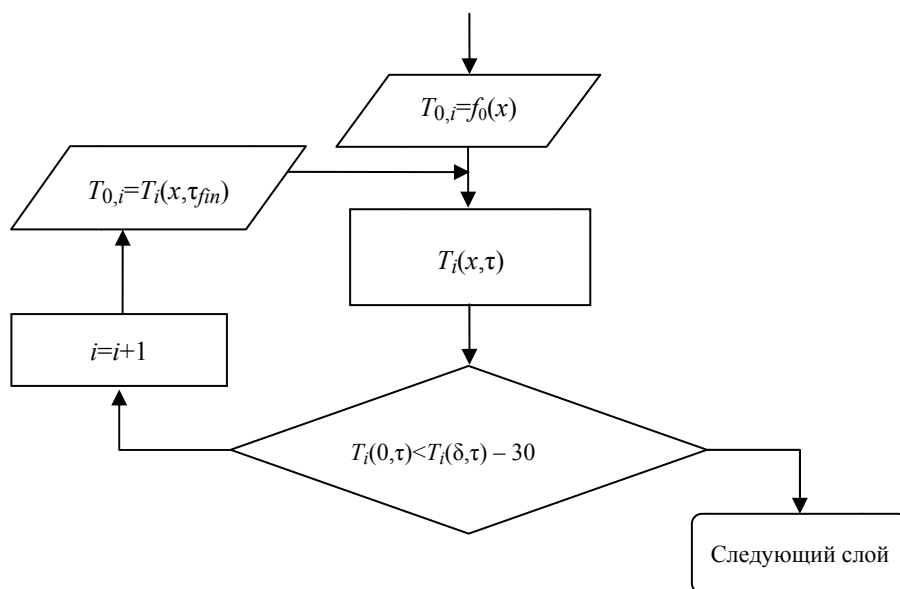 T₀,ᵢ=f₀(x)
T₀,ᵢ=Tᵢ(x,τfin)
Tᵢ(x,τ)
i=i+1
Tᵢ(0,τ)<Tᵢ(δ,τ) – 30
Следующий слой